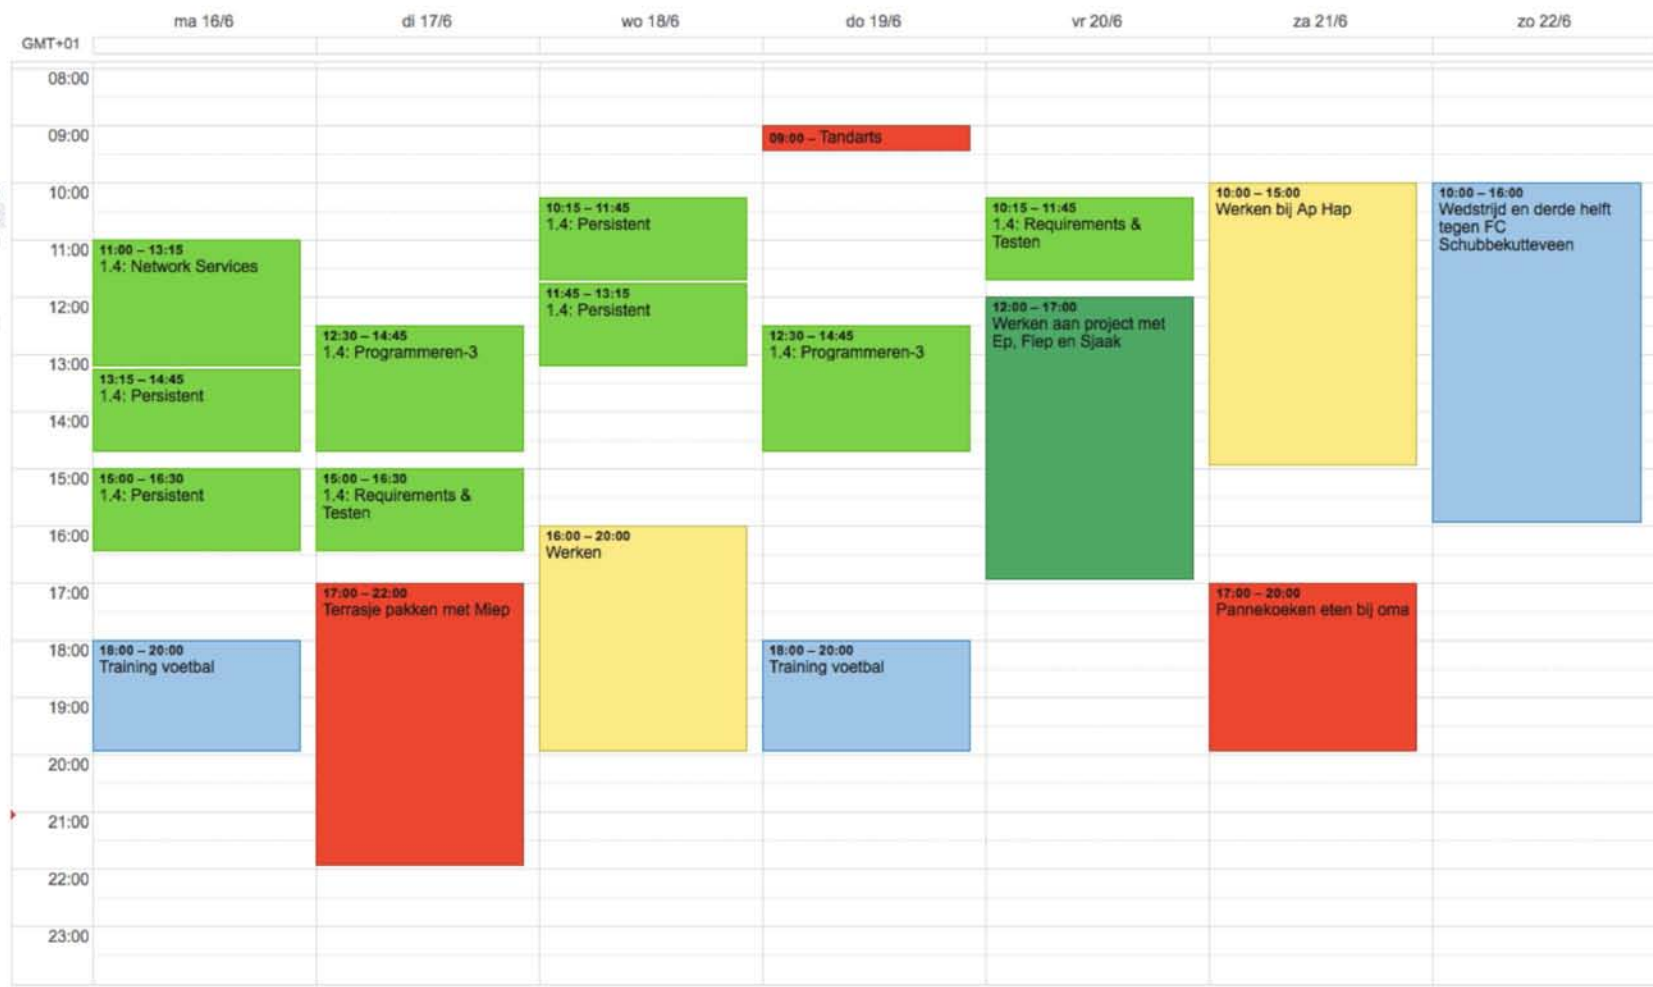 ma 16/6
di 17/6
wo 18/6
do 19/6
vr 20/6
za 21/6
zo 22/6
GMT+01
08:00
09:00
10:00
11:00
12:00
13:00
14:00
15:00
16:00
17:00
18:00
19:00
20:00
21:00
22:00
23:00
11:00 – 13:15
1.4: Network Services
13:15 – 14:45
1.4: Persistent
15:00 – 16:30
1.4: Persistent
18:00 – 20:00
Training voetbal
12:30 – 14:45
1.4: Programmeren-3
15:00 – 16:30
1.4: Requirements &
Testen
17:00 – 22:00
Terrasje pakken met Miep
10:15 – 11:45
1.4: Persistent
11:45 – 13:15
1.4: Persistent
16:00 – 20:00
Werken
09:00 – Tandarts
12:30 – 14:45
1.4: Programmeren-3
18:00 – 20:00
Training voetbal
10:15 – 11:45
1.4: Requirements &
Testen
12:00 – 17:00
Werken aan project met
Ep, Flep en Sjaak
10:00 – 15:00
Werken bij Ap Hap
17:00 – 20:00
Pannekoeken eten bij oma
10:00 – 16:00
Wedstrijd en derde helft
tegen FC
Schubbekutteveen